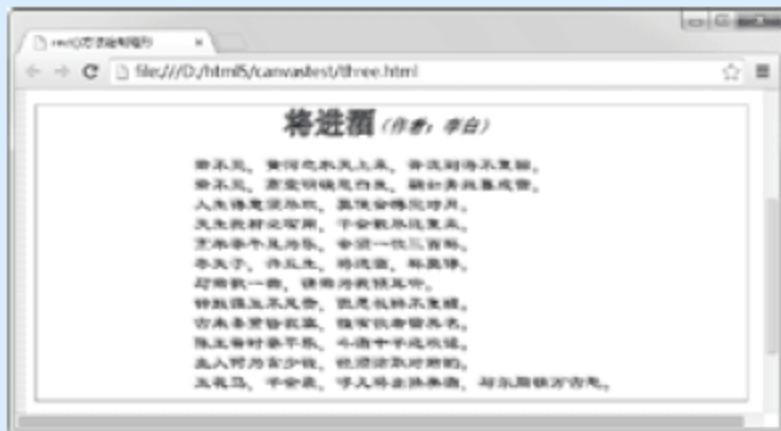 rect()方法绘制矩形
file:///D:/html5/canvastest/three.html
将进酒（作者：李白）
君不见，黄河之水天上来，奔流到海不复回。
君不见，高堂明镜悲白发，朝如青丝暮成雪。
人生得意须尽欢，莫使金樽空对月。
天生我材必有用，千金散尽还复来。
烹羊宰牛且为乐，会须一饮三百杯。
岑夫子，丹丘生，将进酒，杯莫停。
与君歌一曲，请君为我倾耳听。
钟鼓馔玉不足贵，但愿长醉不复醒。
古来圣贤皆寂寞，惟有饮者留其名。
陈王昔时宴平乐，斗酒十千恣欢谑。
主人何为言少钱，径须沽取对君酌。
五花马，千金裘，呼儿将出换美酒，与尔同销万古愁。